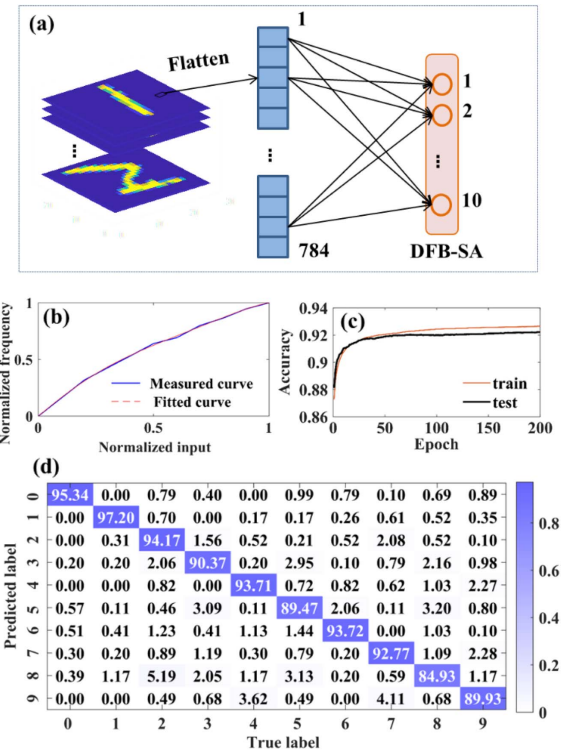 (a)
1
Flatten
1
2
...
...
...
10
784
DFB-SA
(b)
Normalized frequency
1
0.5
0
Measured curve
Fitted curve
0
0.5
1
Normalized input
(c)
Accuracy
0.94
0.92
0.9
0.88
0.86
train
test
0
50
100
150
200
Epoch
(d)
Predicted label
0 95.34 0.00 0.79 0.40 0.00 0.99 0.79 0.10 0.69 0.89
1 0.00 97.20 0.70 0.00 0.17 0.17 0.26 0.61 0.52 0.35
2 0.00 0.31 94.17 1.56 0.52 0.21 0.52 2.08 0.52 0.10
3 0.20 0.20 2.06 90.37 0.20 2.95 0.10 0.79 2.16 0.98
4 0.00 0.00 0.82 0.00 93.71 0.72 0.82 0.62 1.03 2.27
5 0.57 0.11 0.46 3.09 0.11 89.47 2.06 0.11 3.20 0.80
6 0.51 0.41 1.23 0.41 1.13 1.44 93.72 0.00 1.03 0.10
7 0.30 0.20 0.89 1.19 0.30 0.79 0.20 92.77 1.09 2.28
8 0.39 1.17 5.19 2.05 1.17 3.13 0.20 0.59 84.93 1.17
9 0.00 0.00 0.49 0.68 3.62 0.49 0.00 4.11 0.68 89.93
0 1 2 3 4 5 6 7 8 9
True label
0.8
0.6
0.4
0.2
0